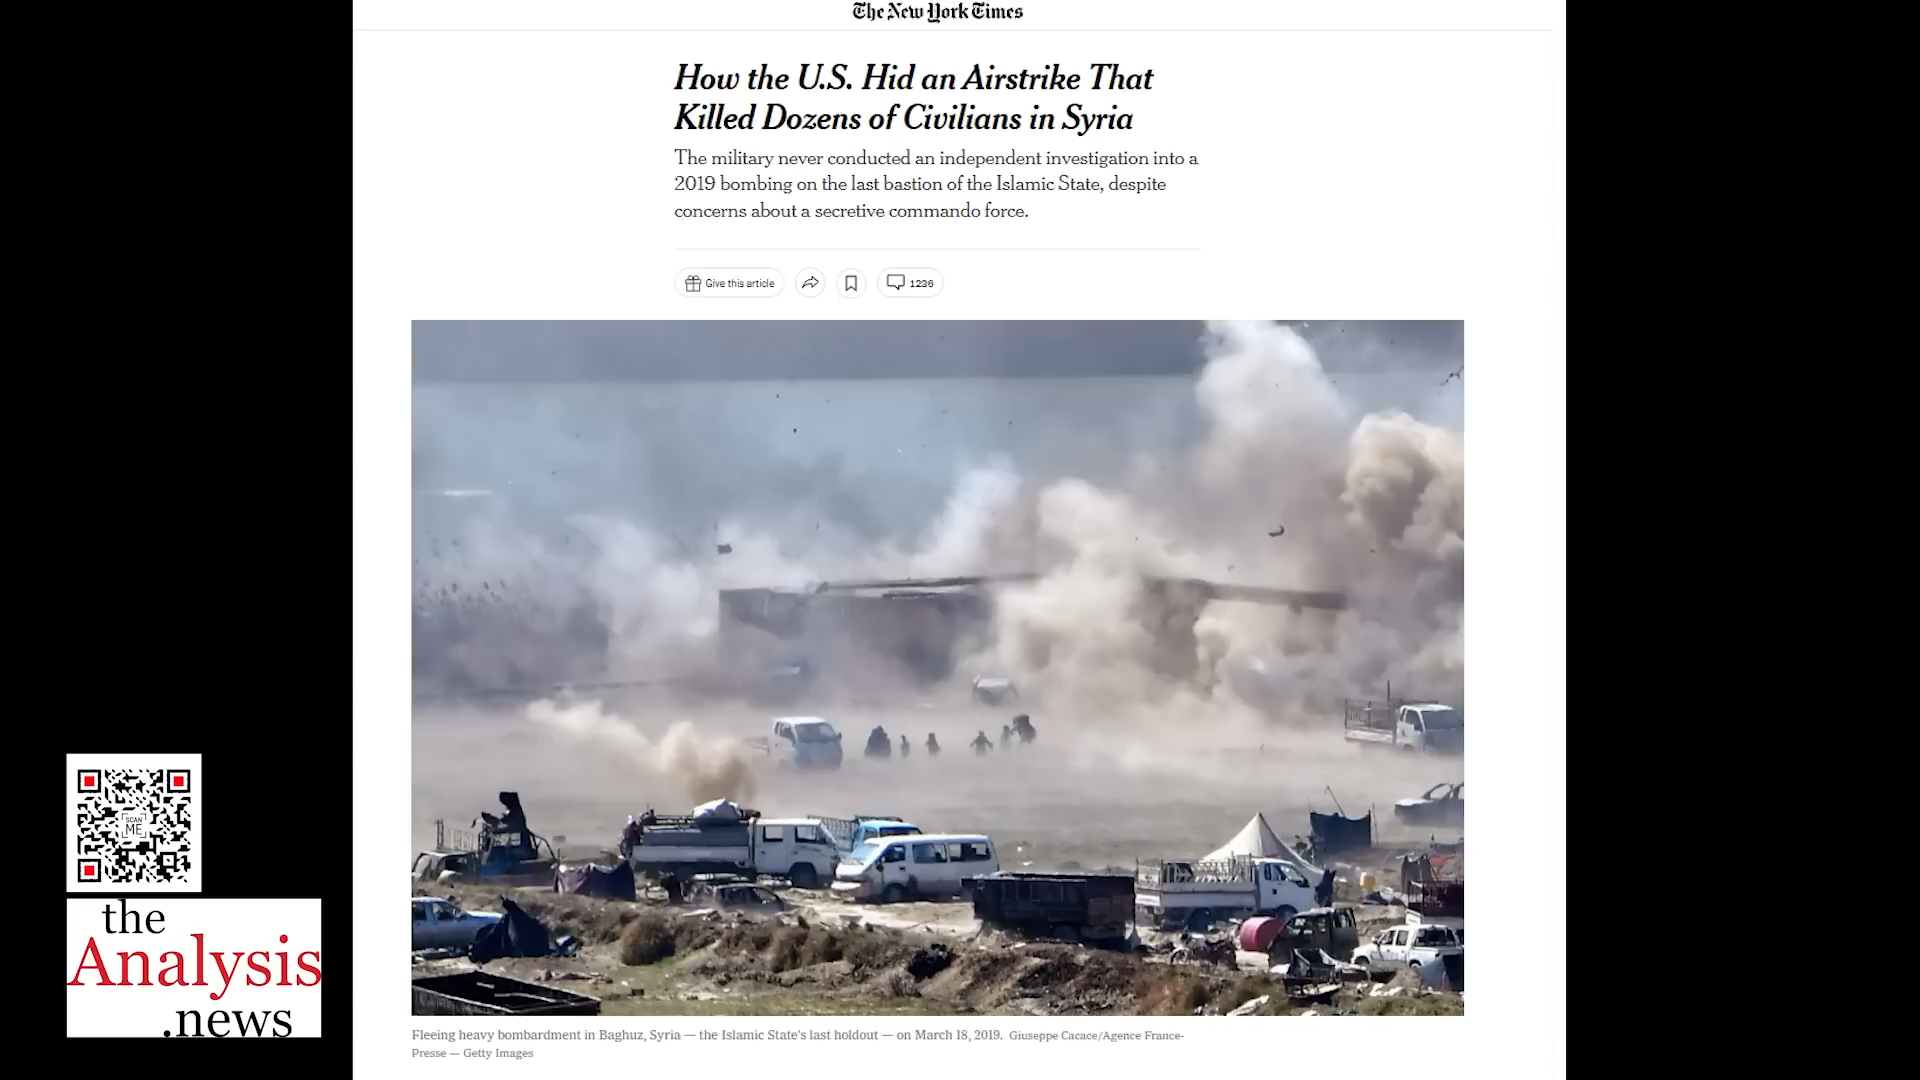 The New York Times
How the U.S. Hid an Airstrike That
Killed Dozens of Civilians in Syria
The military never conducted an independent investigation into a
2019 bombing on the last bastion of the Islamic State, despite
concerns about a secretive commando force.
Give this article
1236
Fleeing heavy bombardment in Baghuz, Syria — the Islamic State's last holdout — on March 18, 2019. Giuseppe Cacace/Agence France-
Presse — Getty Images
SCAN
ME
the
Analysis
.news